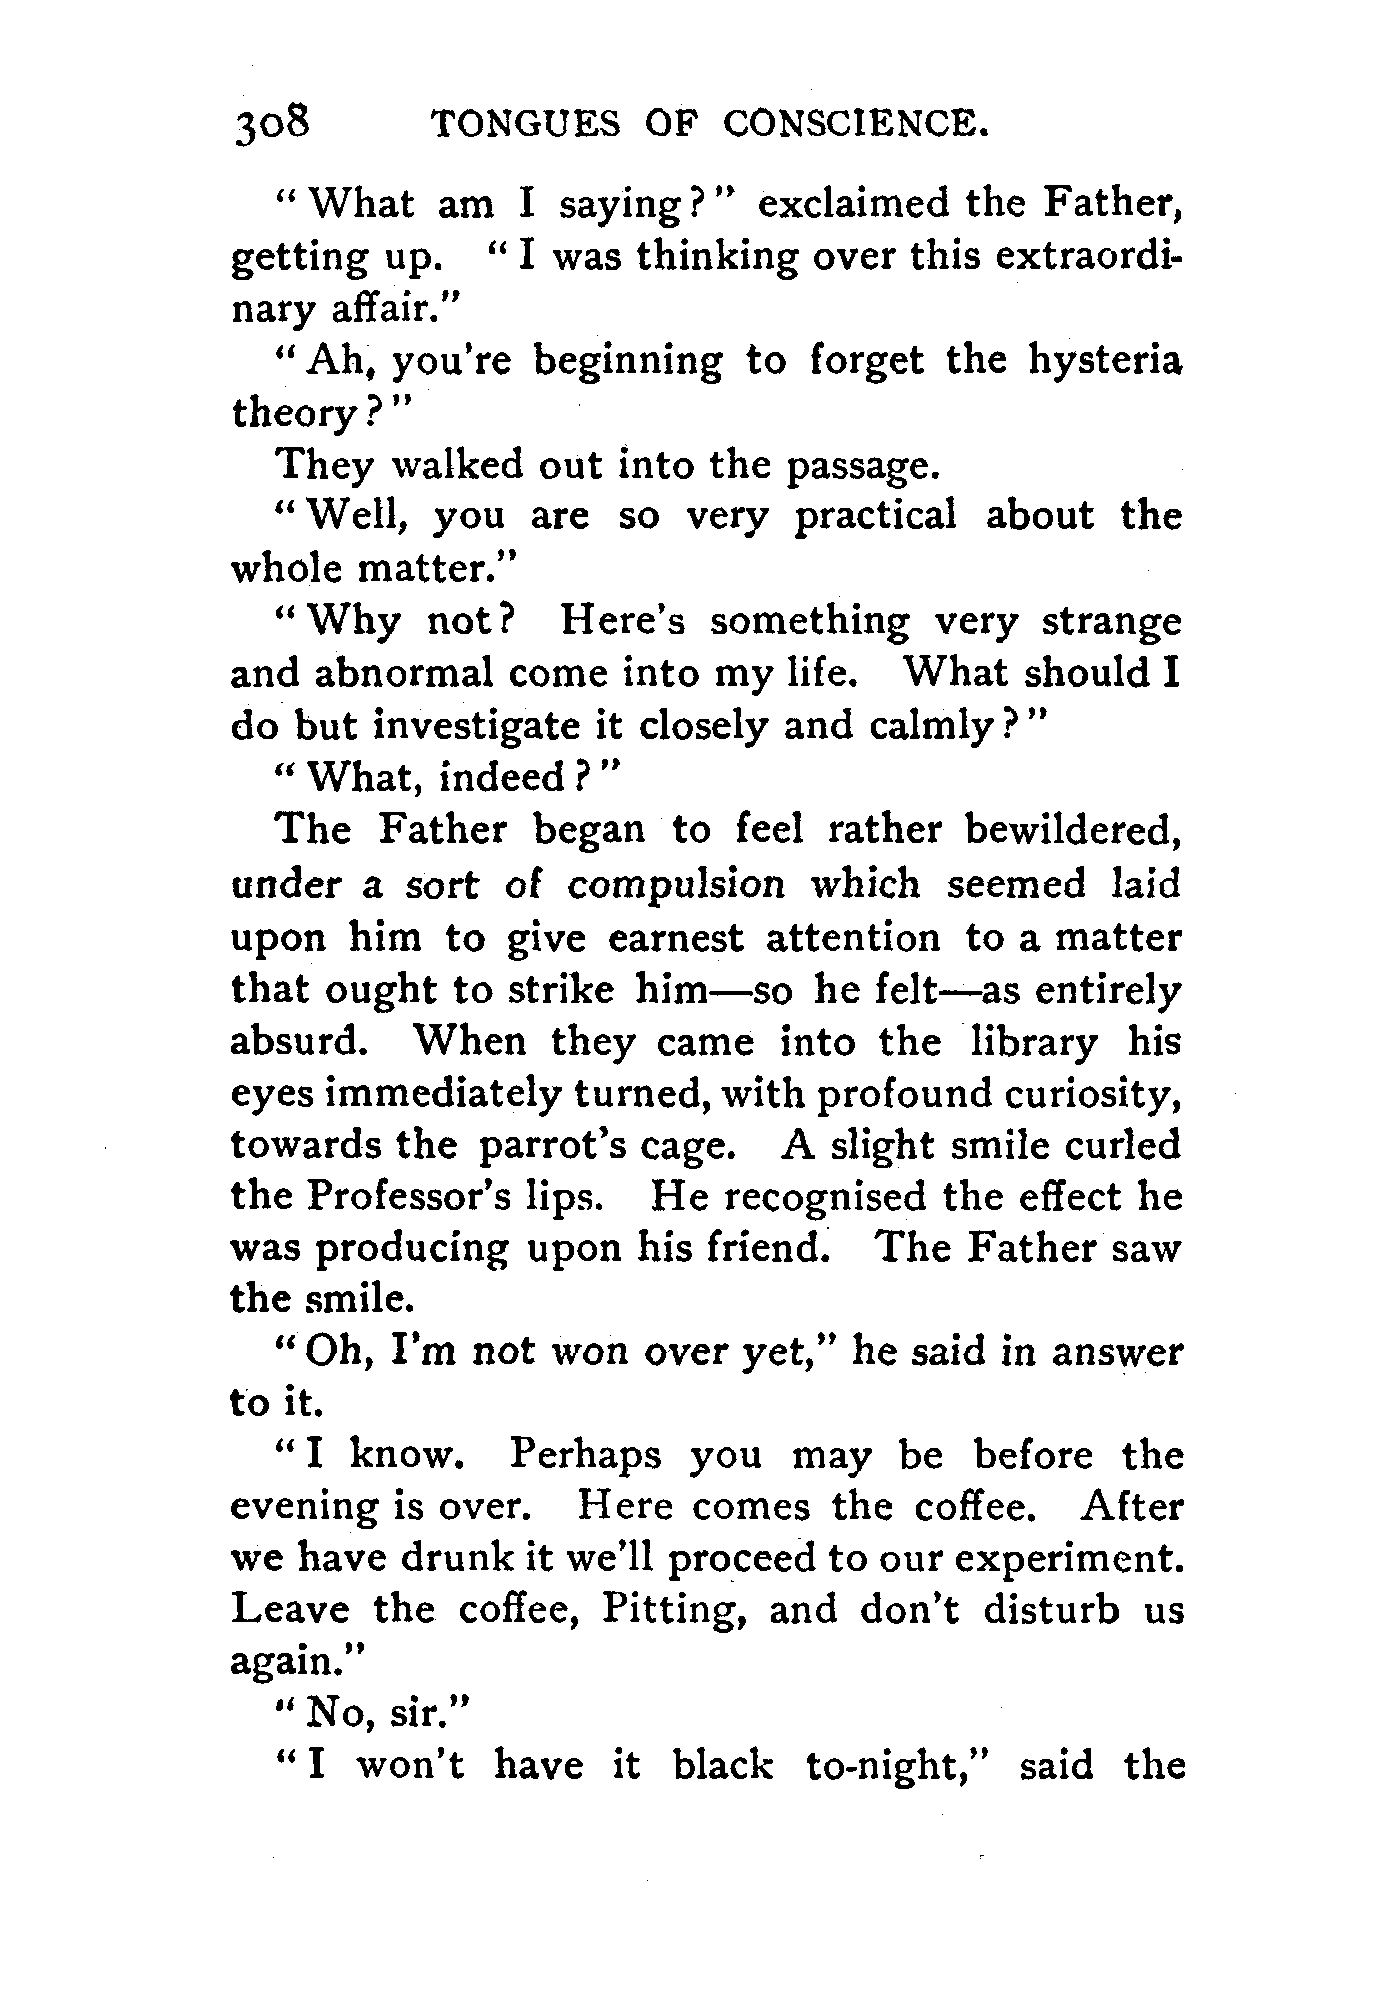 308 TONGUES OF CONSCIENCE.
"What am I saying?" exclaimed the Father,
getting up. "I was thinking over this extraordi-
nary affair."
"Ah, you're beginning to forget the hysteria
theory?"
They walked out into the passage.
"Well, you are so very practical about the
whole matter."
"Why not? Here's something very strange
and abnormal come into my life. What should I
do but investigate it closely and calmly?"
"What, indeed?"
The Father began to feel rather bewildered,
under a sort of compulsion which seemed laid
upon him to give earnest attention to a matter
that ought to strike him—so he felt—as entirely
absurd. When they came into the library his
eyes immediately turned, with profound curiosity,
towards the parrot's cage. A slight smile curled
the Professor's lips. He recognised the effect he
was producing upon his friend. The Father saw
the smile.
"Oh, I'm not won over yet," he said in answer
to it.
"I know. Perhaps you may be before the
evening is over. Here comes the coffee. After
we have drunk it we'll proceed to our experiment.
Leave the coffee, Pitting, and don't disturb us
again."
"No, sir."
"I won't have it black to-night," said the